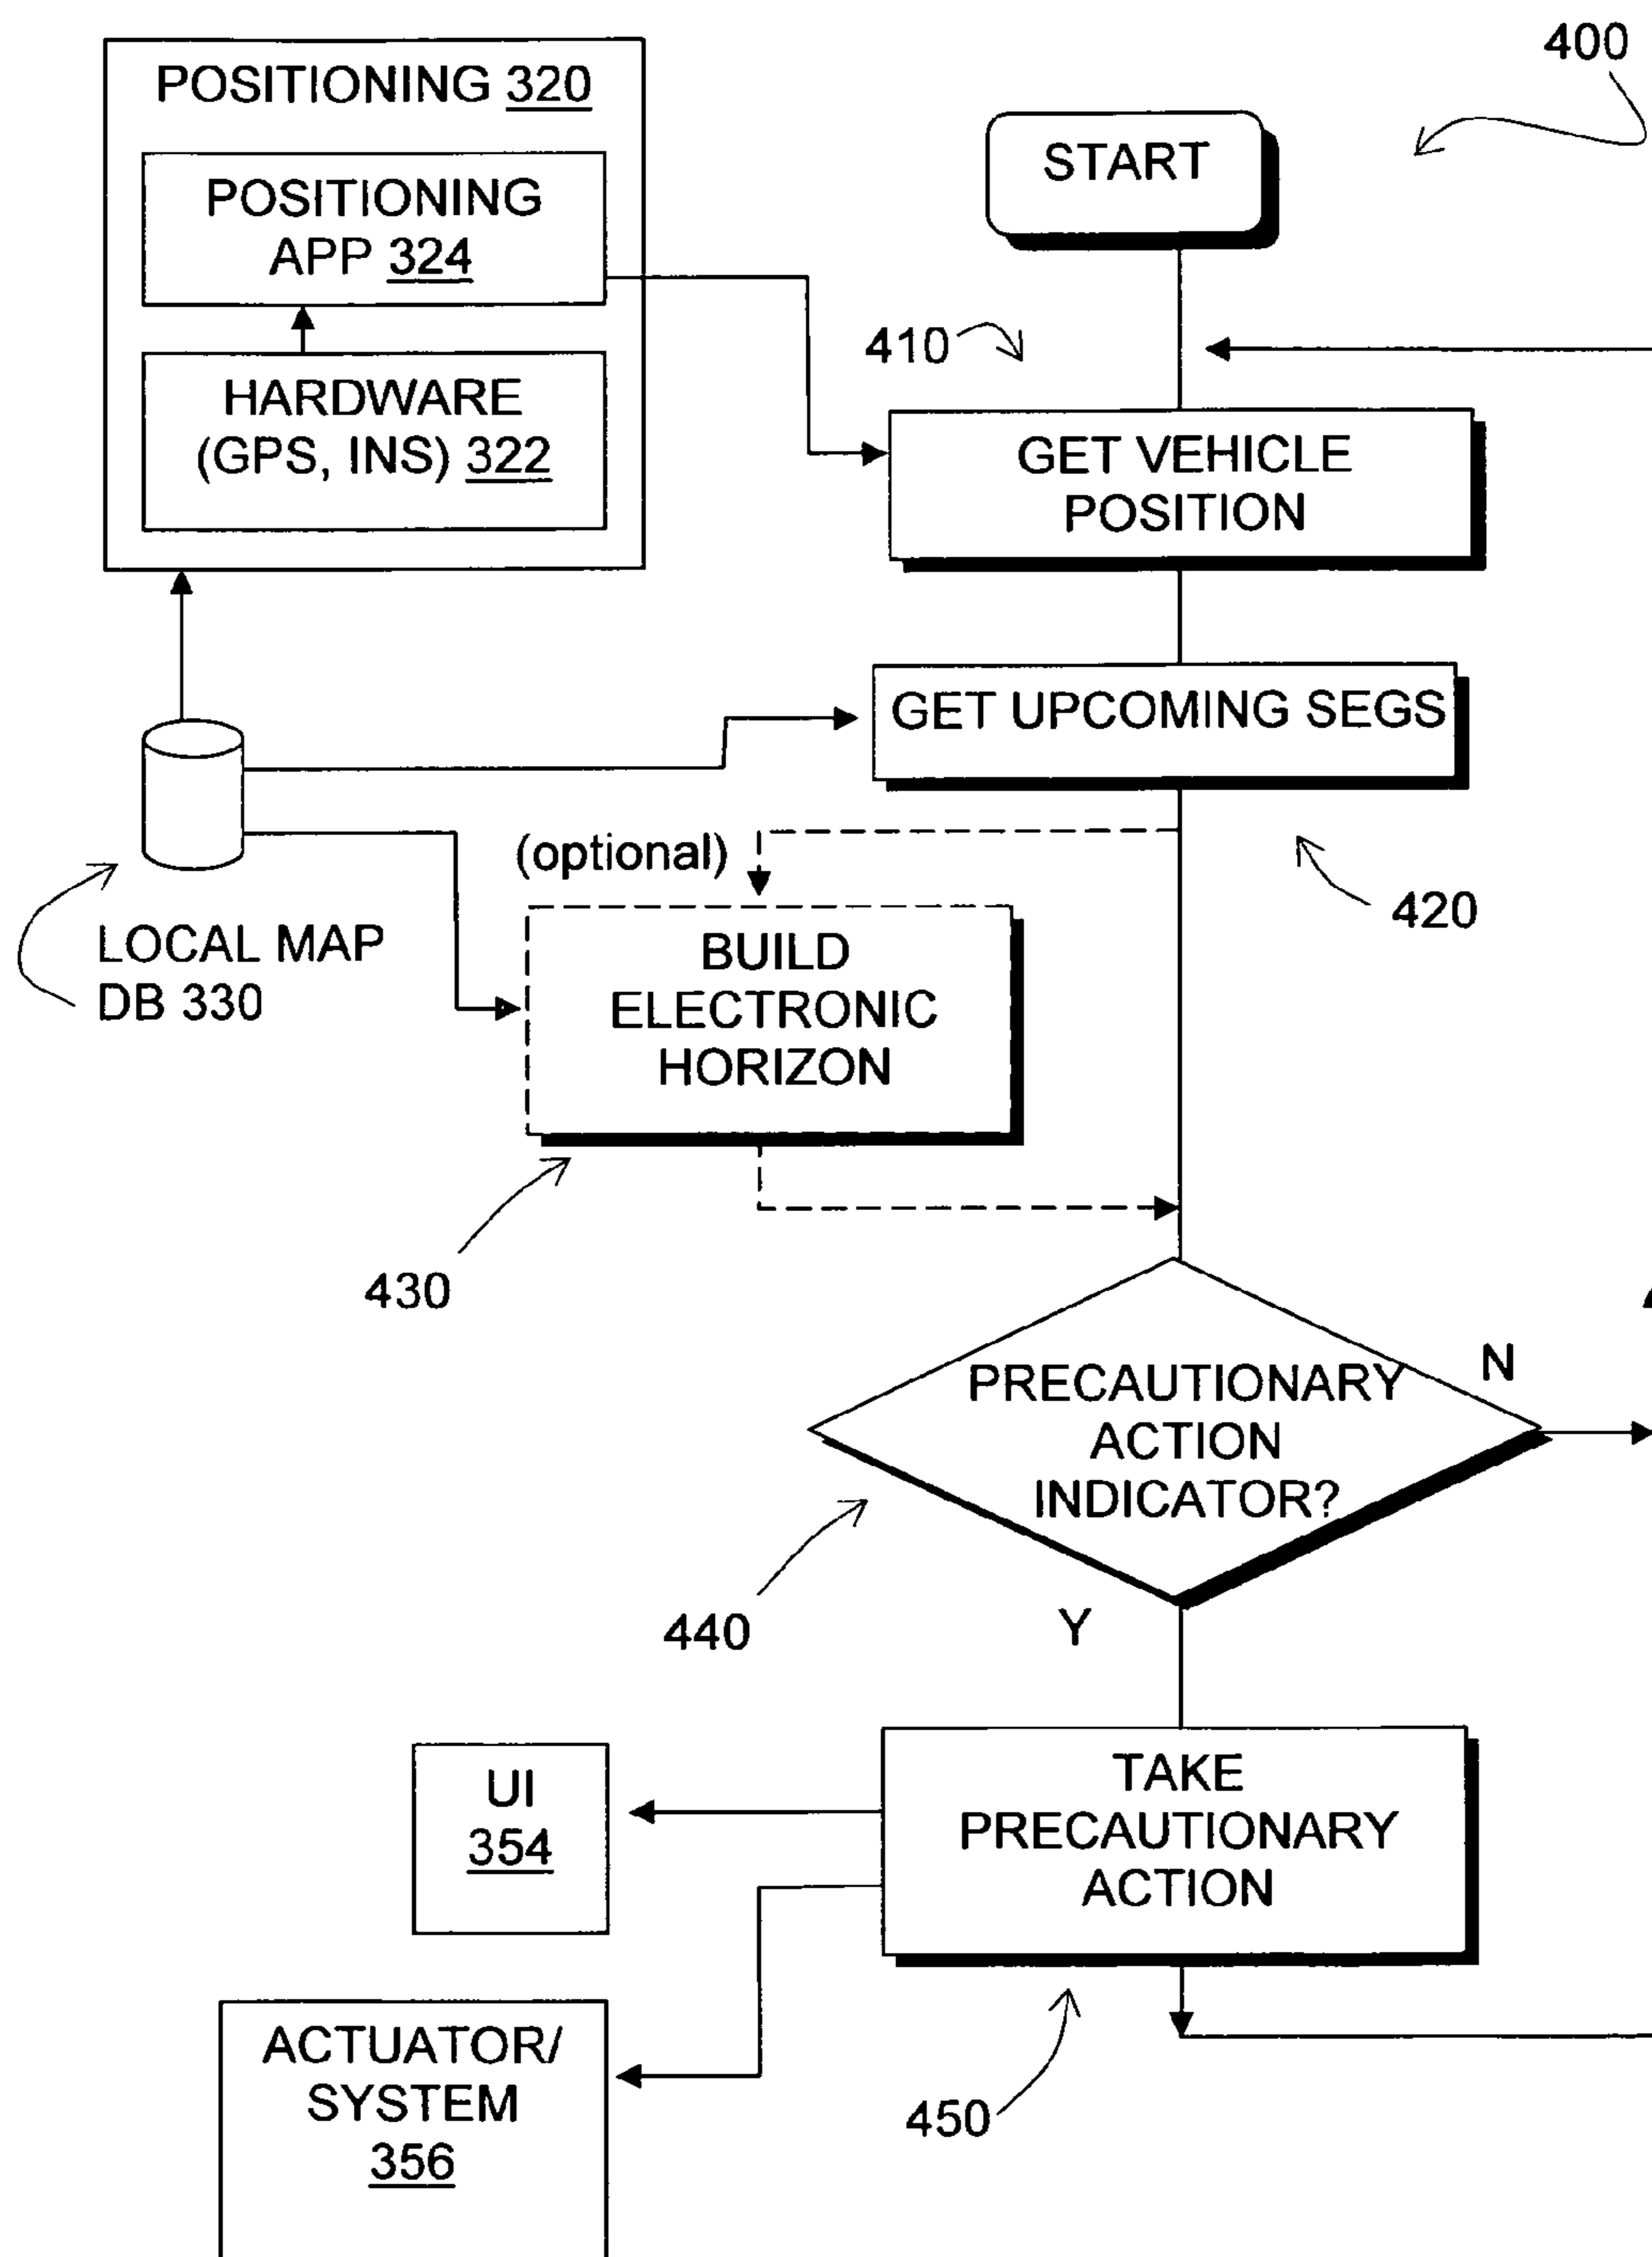 400
POSITIONING 320
START
POSITIONING
APP 324
410
HARDWARE
(GPS, INS) 322
GET VEHICLE
POSITION
GET UPCOMING SEGS
(optional)
420
LOCAL MAP
DB 330
BUILD
ELECTRONIC
HORIZON
430
PRECAUTIONARY
ACTION
INDICATOR?
N
440
Y
TAKE
PRECAUTIONARY
ACTION
UI
354
ACTUATOR/
SYSTEM
356
450